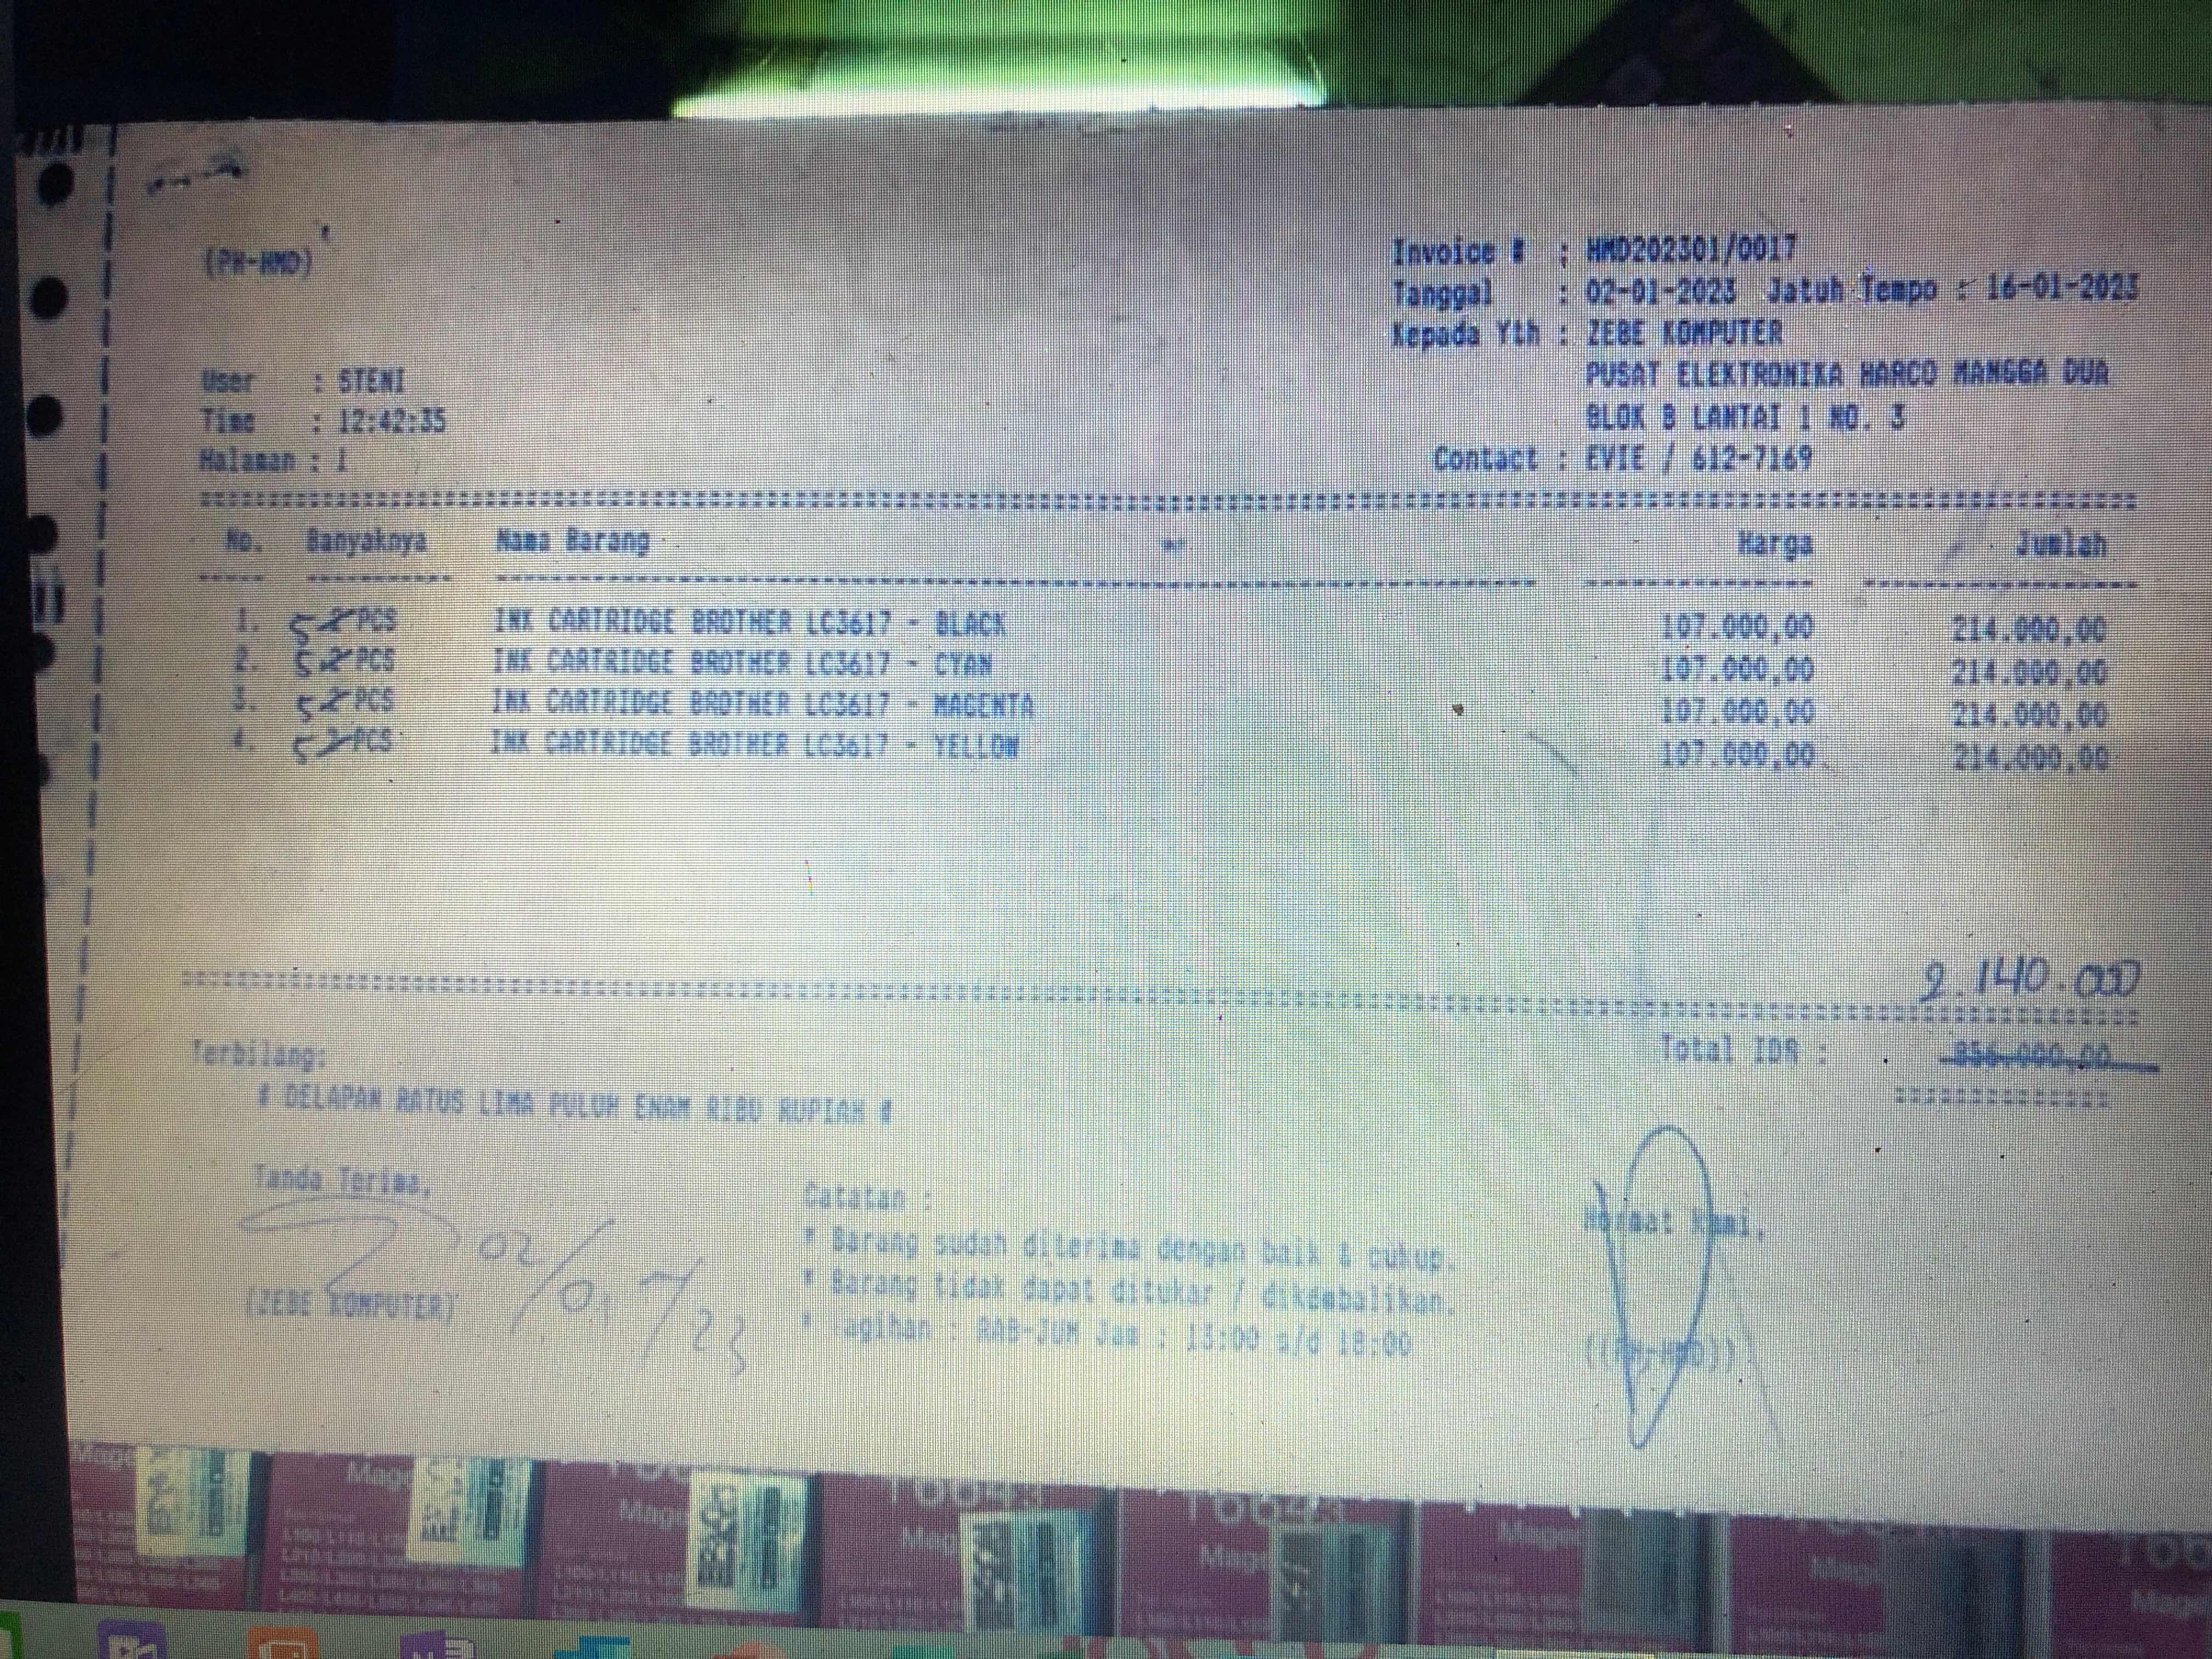 (PH-HMD)
Invoice # : HMD202301/0017
Tanggal : 02-01-2023 Jatuh Tempo : 16-01-2023
Kepada Yth : ZEBE KOMPUTER
PUSAT ELEKTRONIKA HARCO MANGGA DUA
BLOK B LANTAI 1 NO. 3
Contact : EVIE / 612-7169
User : STENI
Time : 12:42:35
Halaman : 1
No. Banyaknya Nama Barang Harga Jumlah
1. 5 2 PCS INK CARTRIDGE BROTHER LC3617 - BLACK 107.000,00 214.000,00
2. 5 2 PCS INK CARTRIDGE BROTHER LC3617 - CYAN 107.000,00 214.000,00
3. 5 2 PCS INK CARTRIDGE BROTHER LC3617 - MAGENTA 107.000,00 214.000,00
4. 5 2 PCS INK CARTRIDGE BROTHER LC3617 - YELLOW 107.000,00 214.000,00
2.140.000
Total IDR : 856.000,00
Terbilang:
# DELAPAN RATUS LIMA PULUH ENAM RIBU RUPIAH #
Tanda Terima,
02/01/23
(ZEBE KOMPUTER)
Catatan :
* Barang sudah diterima dengan baik & cukup.
* Barang tidak dapat ditukar / dikembalikan.
* Tagihan : RAB-JUM Jam : 13:00 s/d 18:00
Hormat Kami,
((PH-HMD))